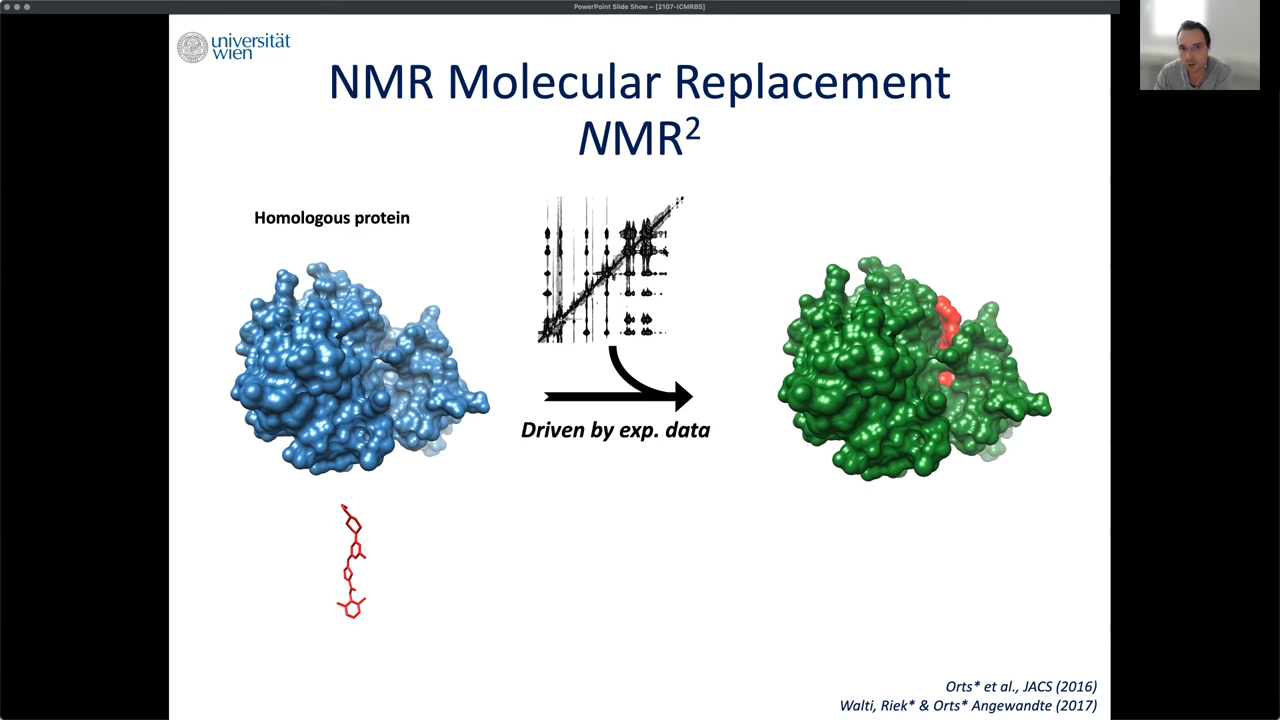 PowerPoint Slide Show – [2107-ICMRBS]
universität
wien
NMR Molecular Replacement
NMR²
Homologous protein
Driven by exp. data
Orts* et al., JACS (2016)
Walti, Riek* & Orts* Angewandte (2017)